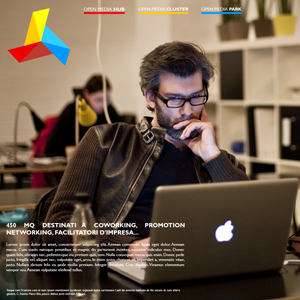 OPEN MEDIA HUB
OPEN MEDIA CLUSTER
OPEN MEDIA PARK
450 MQ DESTINATI A COWORKING, PROMOTION
NETWORKING, FACILITATORI D'IMPRESA...
Lorem ipsum dolor sit amet, consectetuer adipiscing elit. Aenean commodo ligula eget dolor. Aenean
massa. Cum sociis natoque penatibus et magnis dis parturient montes, nascetur ridiculus mus. Donec
quam felis, ultricies nec, pellentesque eu, pretium quis, sem. Nulla consequat massa quis enim. Donec pede
justo, fringilla vel, aliquet nec, vulputate eget, arcu. In enim justo, rhoncus ut, imperdiet a, venenatis vitae,
justo. Nullam dictum felis eu pede mollis pretium. Integer tincidunt. Cras dapibus. Vivamus elementum
semper nisi. Aenean vulputate eleifend tellus.